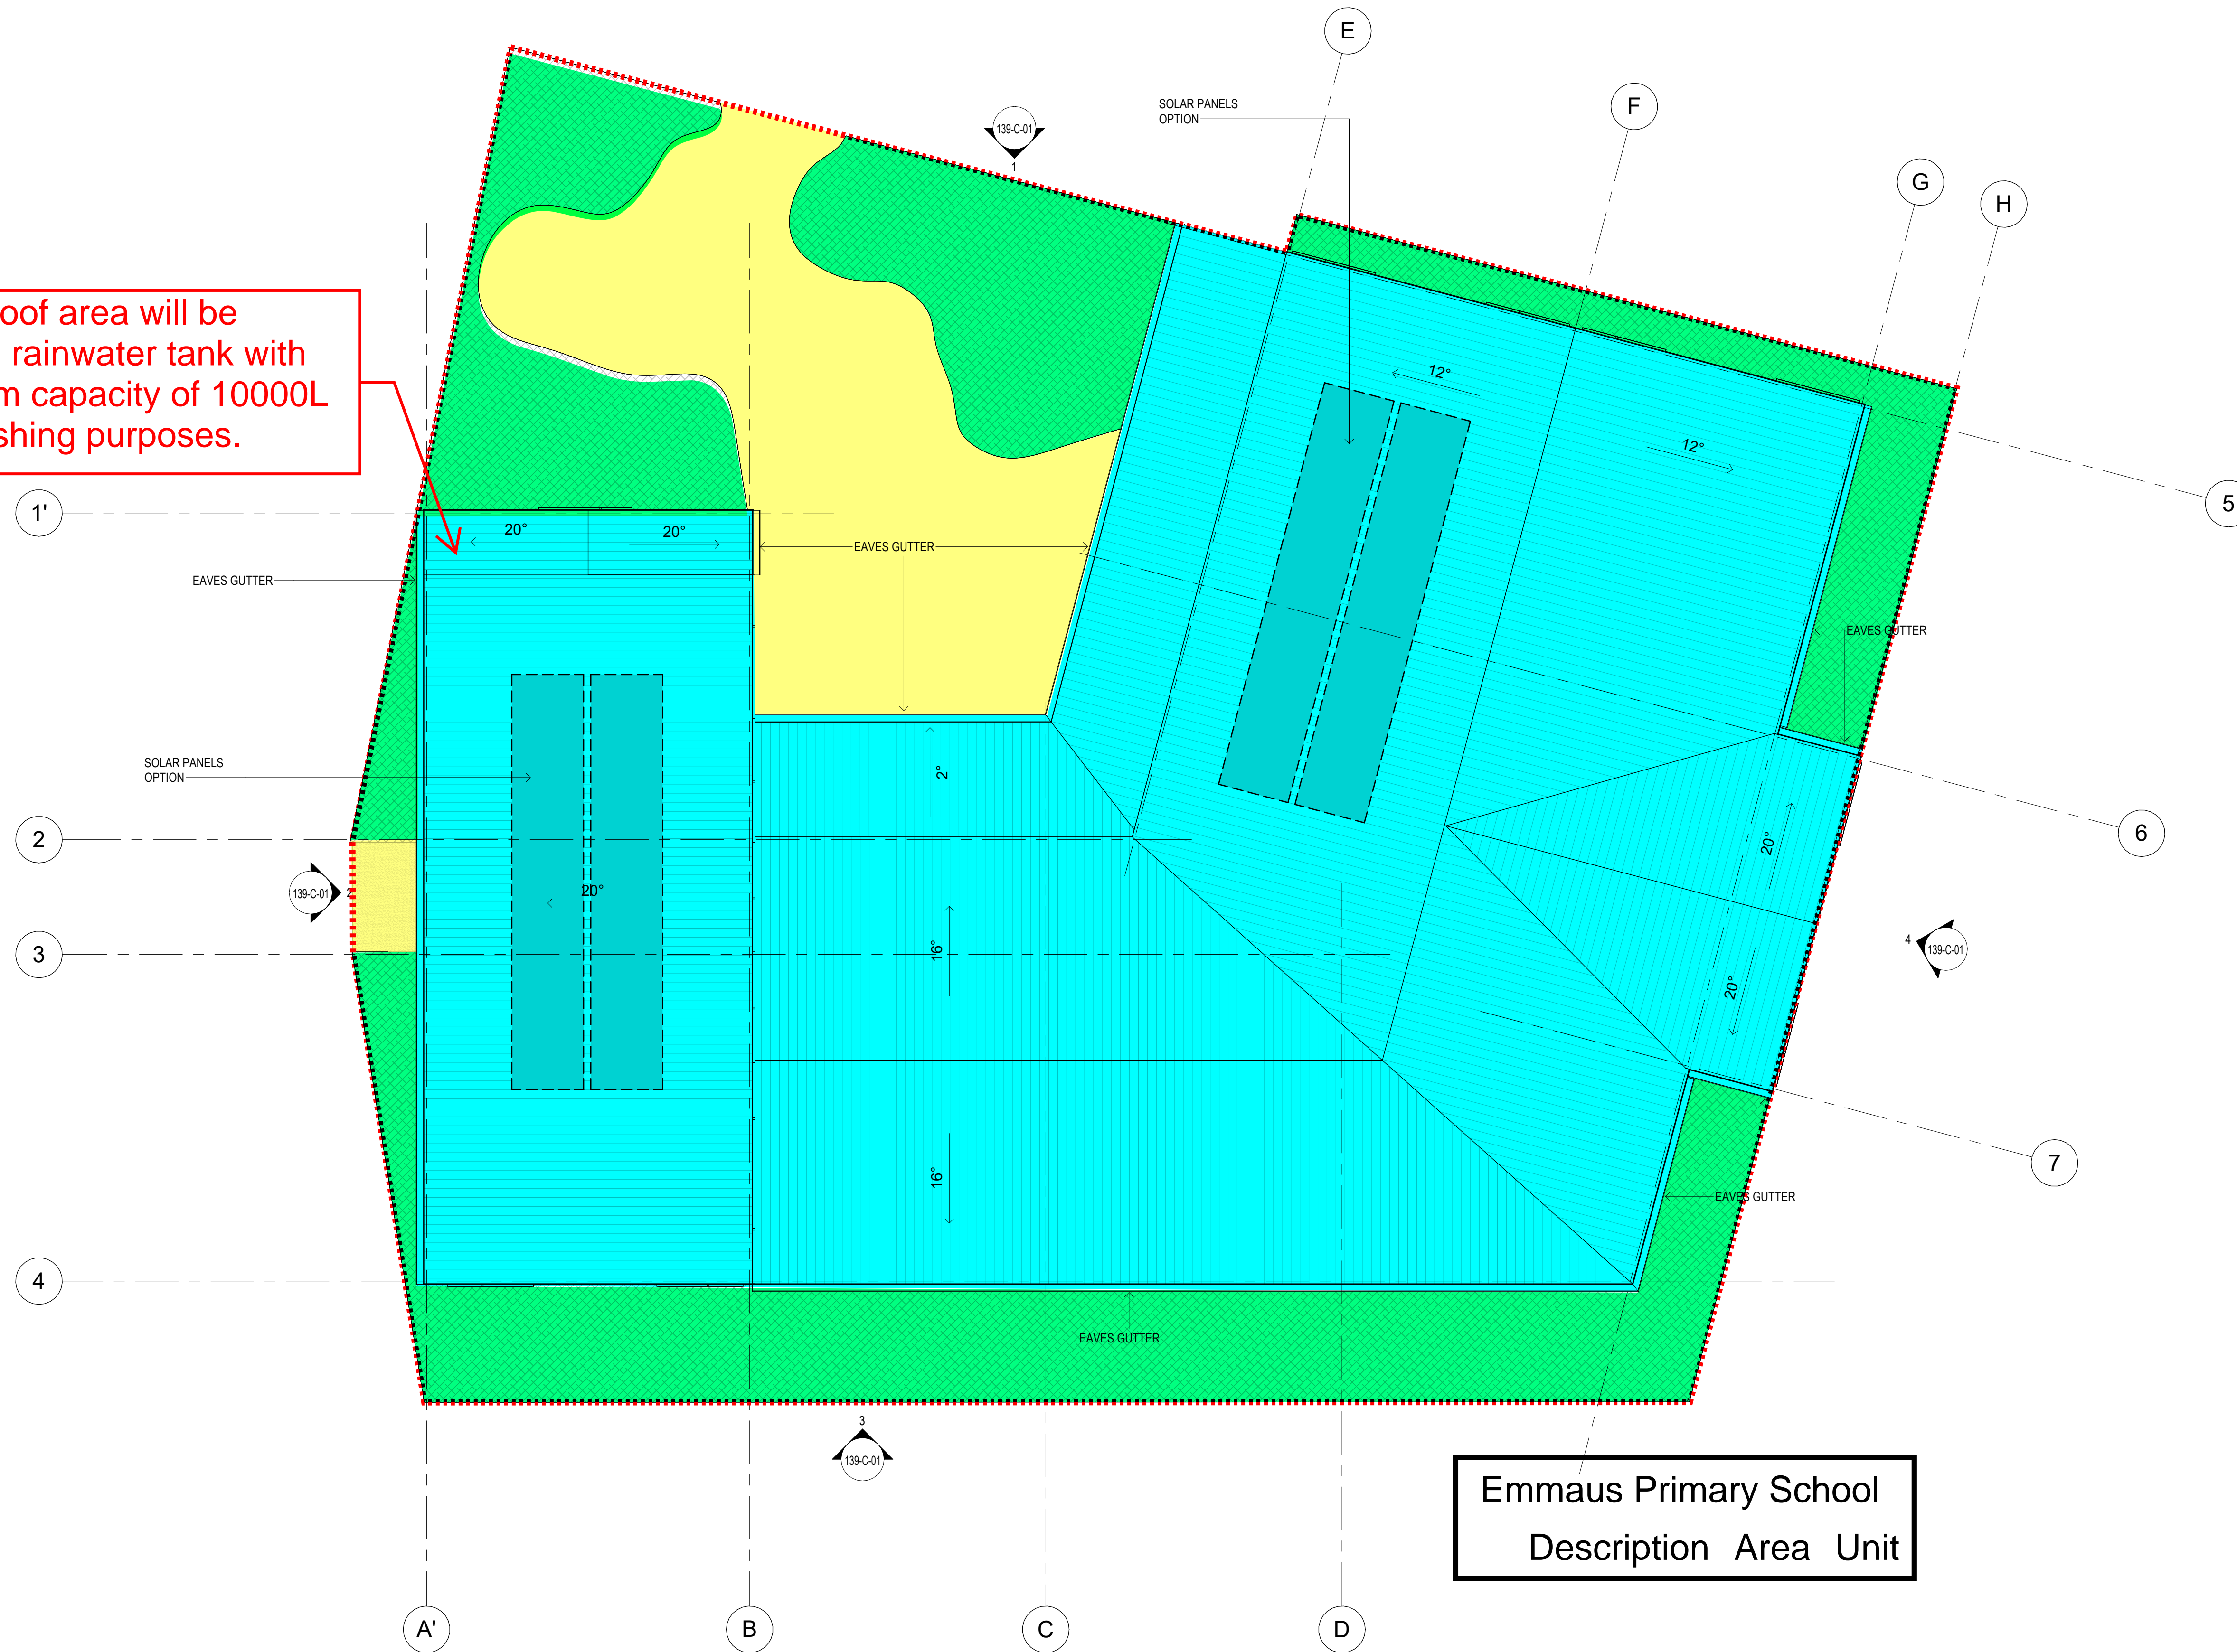 E
SOLAR PANELS
OPTION
F
139-C-01
1
G
H
oof area will be
rainwater tank with
m capacity of 10000L
shing purposes.
12°
12°
5
1'
20°
20°
EAVES GUTTER
EAVES GUTTER
EAVES GUTTER
SOLAR PANELS
OPTION
2°
2
6
20°
139-C-01
2
20°
16°
3
4
139-C-01
20°
7
16°
EAVES GUTTER
4
EAVES GUTTER
3
139-C-01
Emmaus Primary School
Description Area Unit
A'
B
C
D